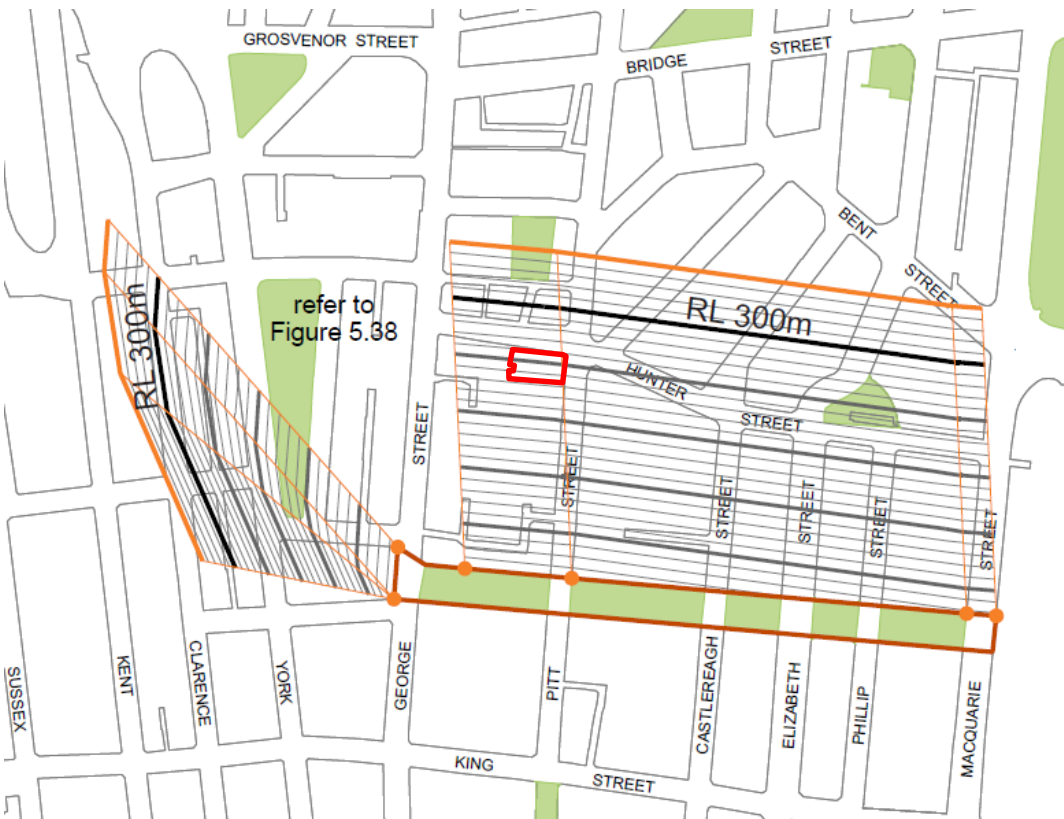 GROSVENOR STREET
BRIDGE
STREET
BENT
STREET
refer to
Figure 5.38
RL 300m
RL 300m
HUNTER
STREET
STREET
STREET
STREET
STREET
STREET
STREET
SUSSEX
KENT
CLARENCE
YORK
GEORGE
PITT
CASTLEREAGH
ELIZABETH
PHILLIP
MACQUARIE
KING
STREET